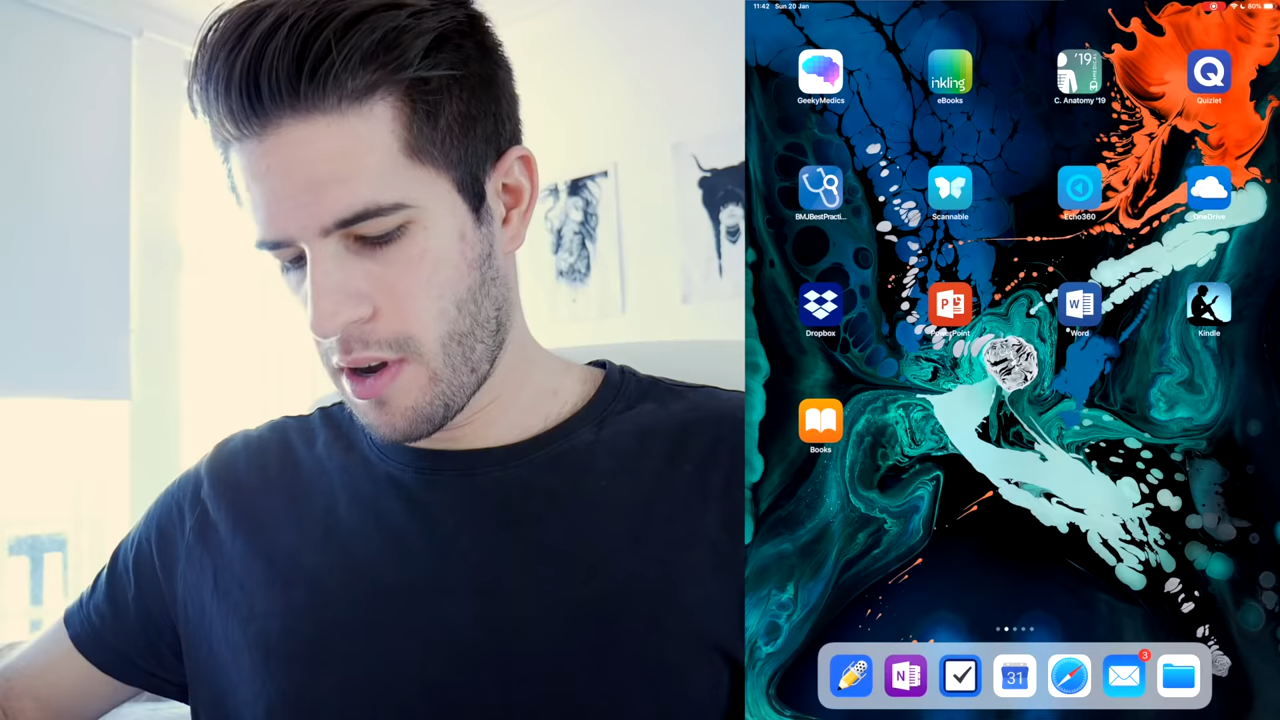 11:42 Sun 20 Jan 80%
inkling
'19
GeekyMedics eBooks C. Anatomy '19 Quizlet
BMJBestPracti... Scannable Echo360 OneDrive
P W
Dropbox PowerPoint Word Kindle
Books
3
N 31